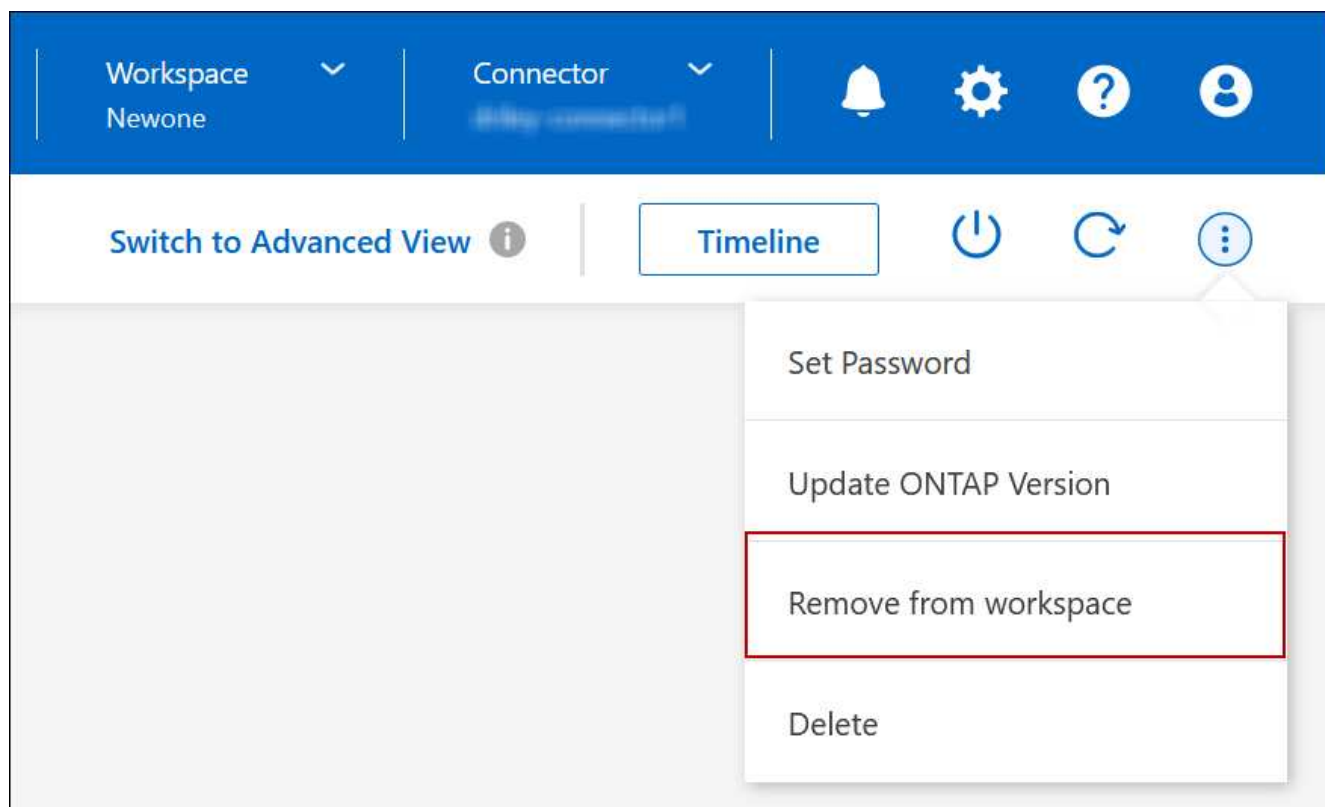 Workspace
Newone
Connector
Switch to Advanced View
Timeline
Set Password
Update ONTAP Version
Remove from workspace
Delete